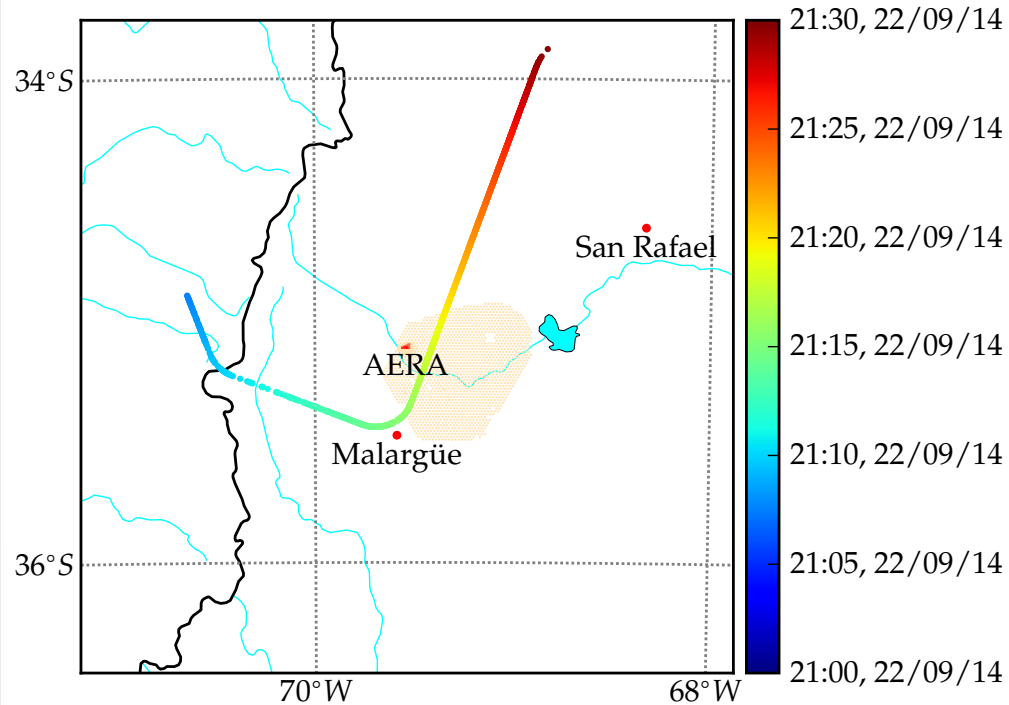 34°S
36°S
70°W
68°W
San Rafael
AERA
Malargüe
21:30, 22/09/14
21:25, 22/09/14
21:20, 22/09/14
21:15, 22/09/14
21:10, 22/09/14
21:05, 22/09/14
21:00, 22/09/14